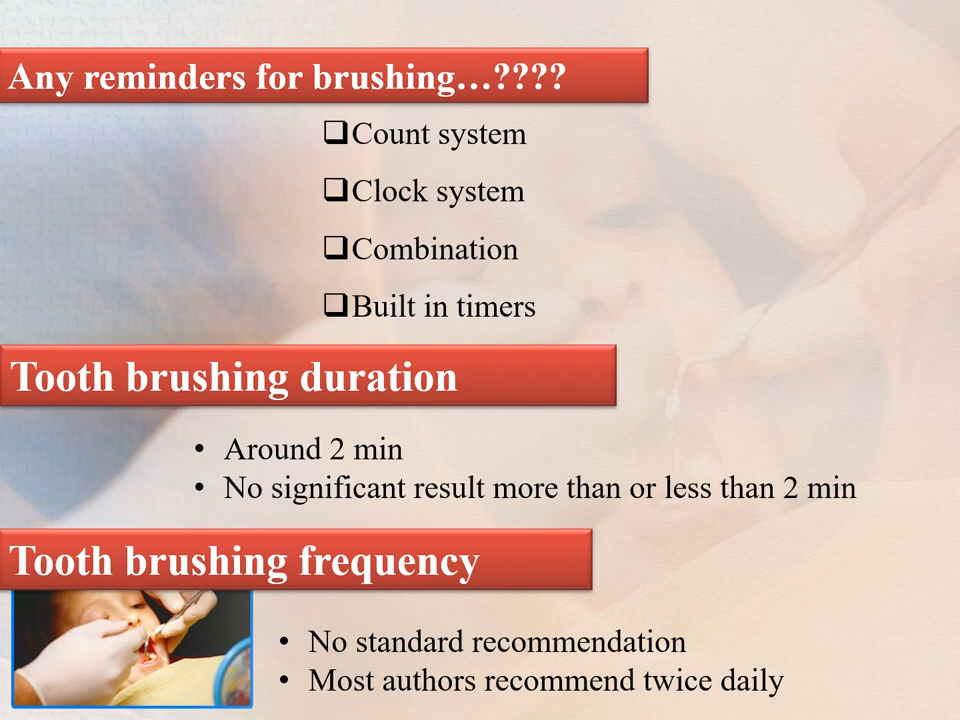 Any reminders for brushing…????
❑Count system
❑Clock system
❑Combination
❑Built in timers
Tooth brushing duration
• Around 2 min
• No significant result more than or less than 2 min
Tooth brushing frequency
• No standard recommendation
• Most authors recommend twice daily